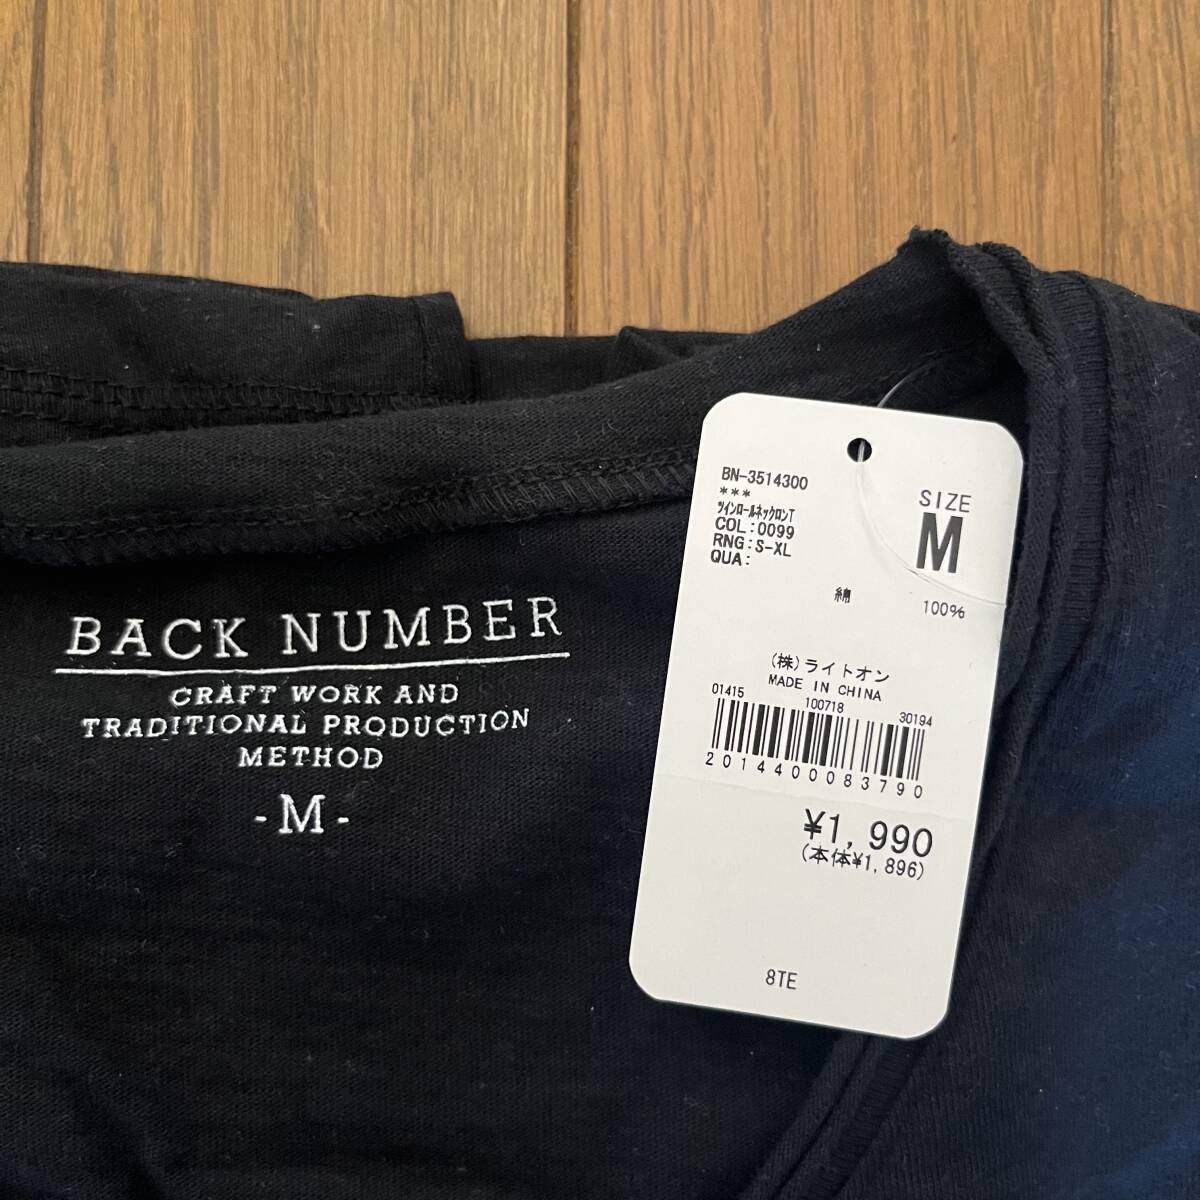 BACK NUMBER
CRAFT WORK AND
TRADITIONAL PRODUCTION
METHOD
-M-
BN-3514300
***
ﾂｲﾝﾛｰﾙﾈｯｸﾛﾝT
COL:0099
RNG:S-XL
QUA:
SIZE
M
綿 100%
(株)ライトオン
MADE IN CHINA
01415 100718 30194
2014400083790
¥1,990
(本体¥1,896)
8TE